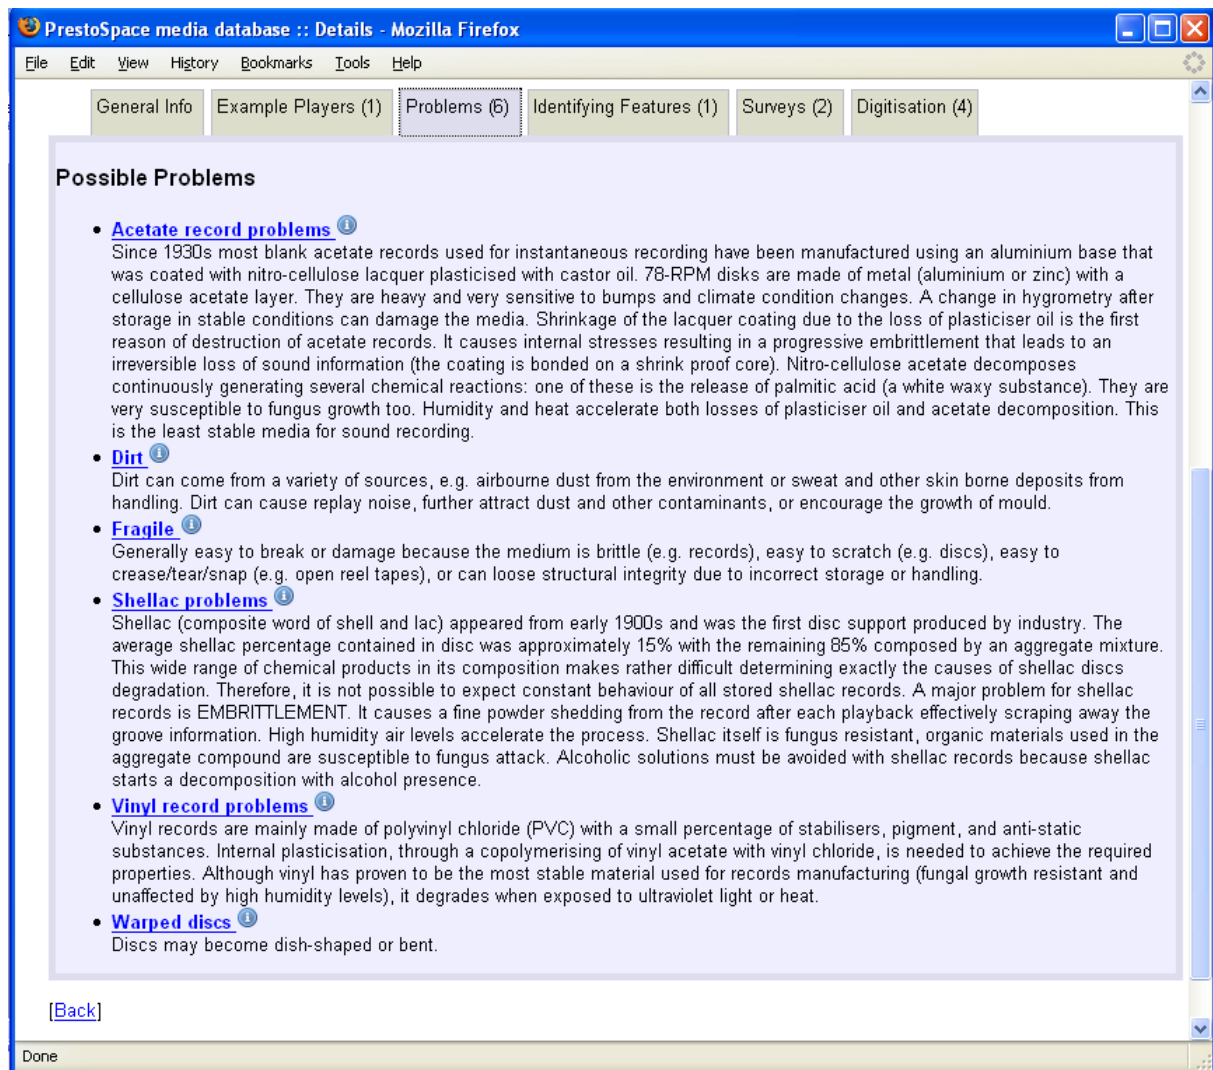 PrestoSpace media database :: Details - Mozilla Firefox
File Edit View History Bookmarks Tools Help
General Info Example Players (1) Problems (6) Identifying Features (1) Surveys (2) Digitisation (4)
Possible Problems
• Acetate record problems
Since 1930s most blank acetate records used for instantaneous recording have been manufactured using an aluminium base that
was coated with nitro-cellulose lacquer plasticised with castor oil. 78-RPM disks are made of metal (aluminium or zinc) with a
cellulose acetate layer. They are heavy and very sensitive to bumps and climate condition changes. A change in hygrometry after
storage in stable conditions can damage the media. Shrinkage of the lacquer coating due to the loss of plasticiser oil is the first
reason of destruction of acetate records. It causes internal stresses resulting in a progressive embrittlement that leads to an
irreversible loss of sound information (the coating is bonded on a shrink proof core). Nitro-cellulose acetate decomposes
continuously generating several chemical reactions: one of these is the release of palmitic acid (a white waxy substance). They are
very susceptible to fungus growth too. Humidity and heat accelerate both losses of plasticiser oil and acetate decomposition. This
is the least stable media for sound recording.
• Dirt
Dirt can come from a variety of sources, e.g. airbourne dust from the environment or sweat and other skin borne deposits from
handling. Dirt can cause replay noise, further attract dust and other contaminants, or encourage the growth of mould.
• Fragile
Generally easy to break or damage because the medium is brittle (e.g. records), easy to scratch (e.g. discs), easy to
crease/tear/snap (e.g. open reel tapes), or can loose structural integrity due to incorrect storage or handling.
• Shellac problems
Shellac (composite word of shell and lac) appeared from early 1900s and was the first disc support produced by industry. The
average shellac percentage contained in disc was approximately 15% with the remaining 85% composed by an aggregate mixture.
This wide range of chemical products in its composition makes rather difficult determining exactly the causes of shellac discs
degradation. Therefore, it is not possible to expect constant behaviour of all stored shellac records. A major problem for shellac
records is EMBRITTLEMENT. It causes a fine powder shedding from the record after each playback effectively scraping away the
groove information. High humidity air levels accelerate the process. Shellac itself is fungus resistant, organic materials used in the
aggregate compound are susceptible to fungus attack. Alcoholic solutions must be avoided with shellac records because shellac
starts a decomposition with alcohol presence.
• Vinyl record problems
Vinyl records are mainly made of polyvinyl chloride (PVC) with a small percentage of stabilisers, pigment, and anti-static
substances. Internal plasticisation, through a copolymerising of vinyl acetate with vinyl chloride, is needed to achieve the required
properties. Although vinyl has proven to be the most stable material used for records manufacturing (fungal growth resistant and
unaffected by high humidity levels), it degrades when exposed to ultraviolet light or heat.
• Warped discs
Discs may become dish-shaped or bent.
[Back]
Done